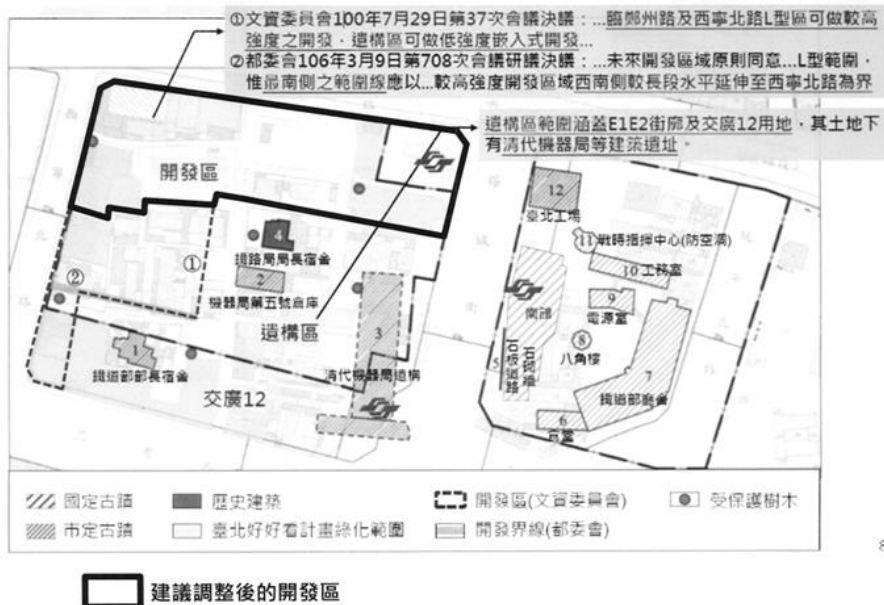 ①文資委員會100年7月29日第37次會議決議：...臨鄭州路及西寧北路L型區可做較高
強度之開發，遺構區可做低強度嵌入式開發...
②都委會106年3月9日第708次會議研議決議：...未來開發區域原則同意...L型範圍，
惟最南側之範圍線應以...較高強度開發區域西南側較長段水平延伸至西寧北路為界
遺構區範圍涵蓋E1E2街廓及交廣12用地，其土地下
有清代機器局等建築遺址。
開發區
①
②
4
鐵路局局長宿舍
2
機器局第五號倉庫
遺構區
3
清代機器局遺構
1
鐵道部部長宿舍
交廣12
12
臺北工場
11
戰時指揮中心(防空洞)
10 工務室
9
電源室
南廊
8
八角樓
5
7
鐵道部廳舍
6
官室
國定古蹟
歷史建築
開發區(文資委員會)
受保護樹木
市定古蹟
臺北好好看計畫綠化範圍
開發界線(都委會)
8
建議調整後的開發區